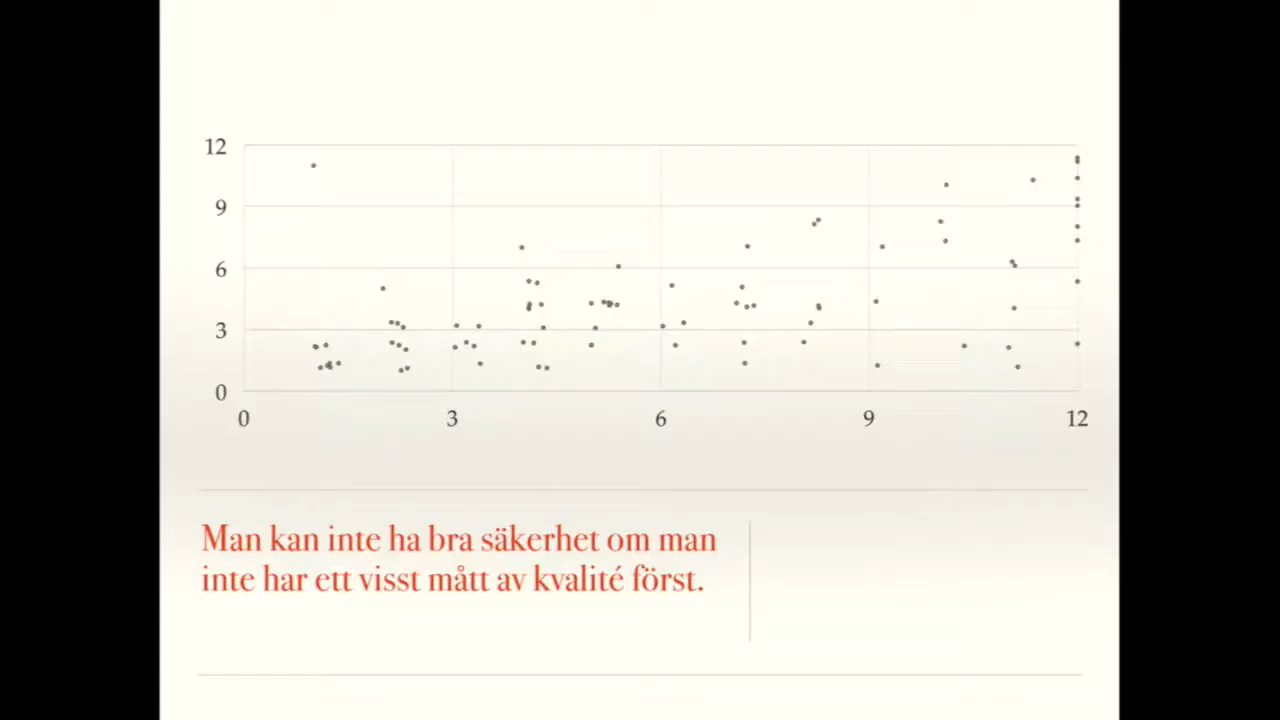 12
9
6
3
0
0 3 6 9 12
Man kan inte ha bra säkerhet om man
inte har ett visst mått av kvalité först.